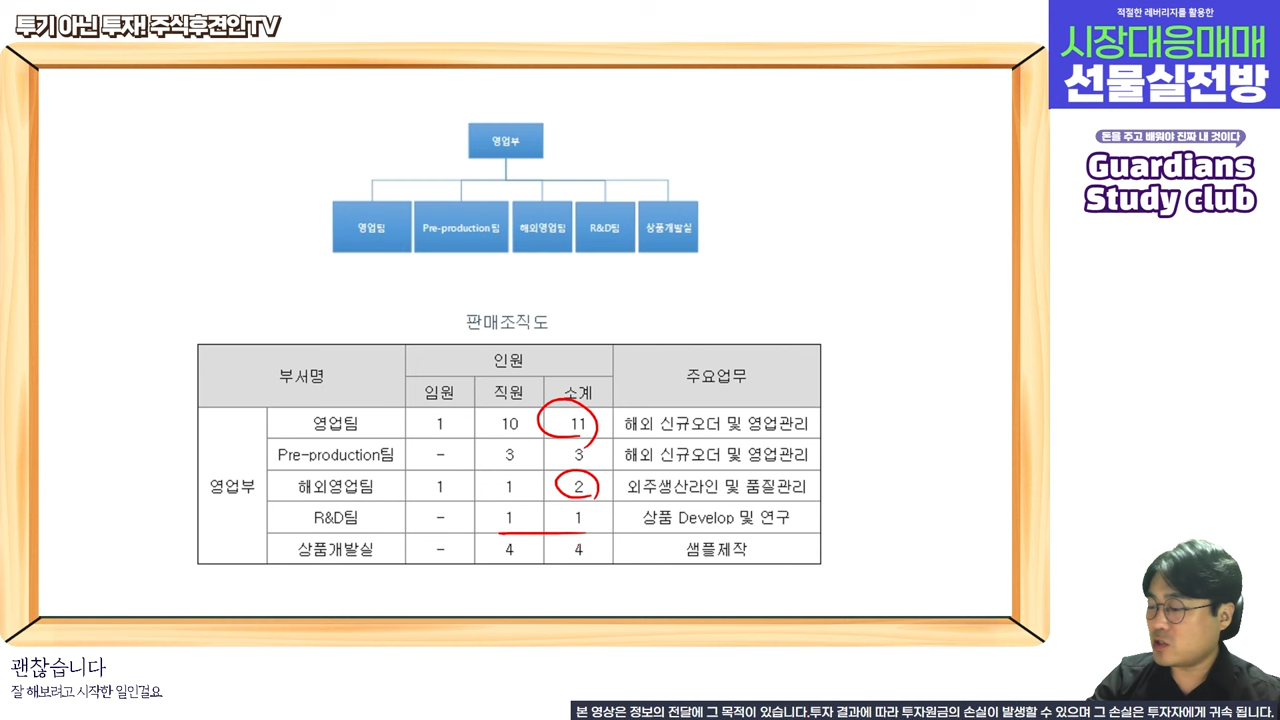 투기 아닌 투자! 주식후견인TV
적절한 레버리지를 활용한
시장대응매매
선물실전방
돈을 주고 배워야 진짜 내 것이다
Guardians
Study club
영업부
영업팀 Pre-production팀 해외영업팀 R&D팀 상품개발실
판매조직도
부서명 인원 주요업무
임원 직원 소계
영업부
영업팀 1 10 11 해외 신규오더 및 영업관리
Pre-production팀 - 3 3 해외 신규오더 및 영업관리
해외영업팀 1 1 2 외주생산라인 및 품질관리
R&D팀 - 1 1 상품 Develop 및 연구
상품개발실 - 4 4 샘플제작
괜찮습니다
잘 해보려고 시작한 일인걸요
본 영상은 정보의 전달에 그 목적이 있습니다.투자 결과에 따라 투자원금의 손실이 발생할 수 있으며 그 손실은 투자자에게 귀속 됩니다.